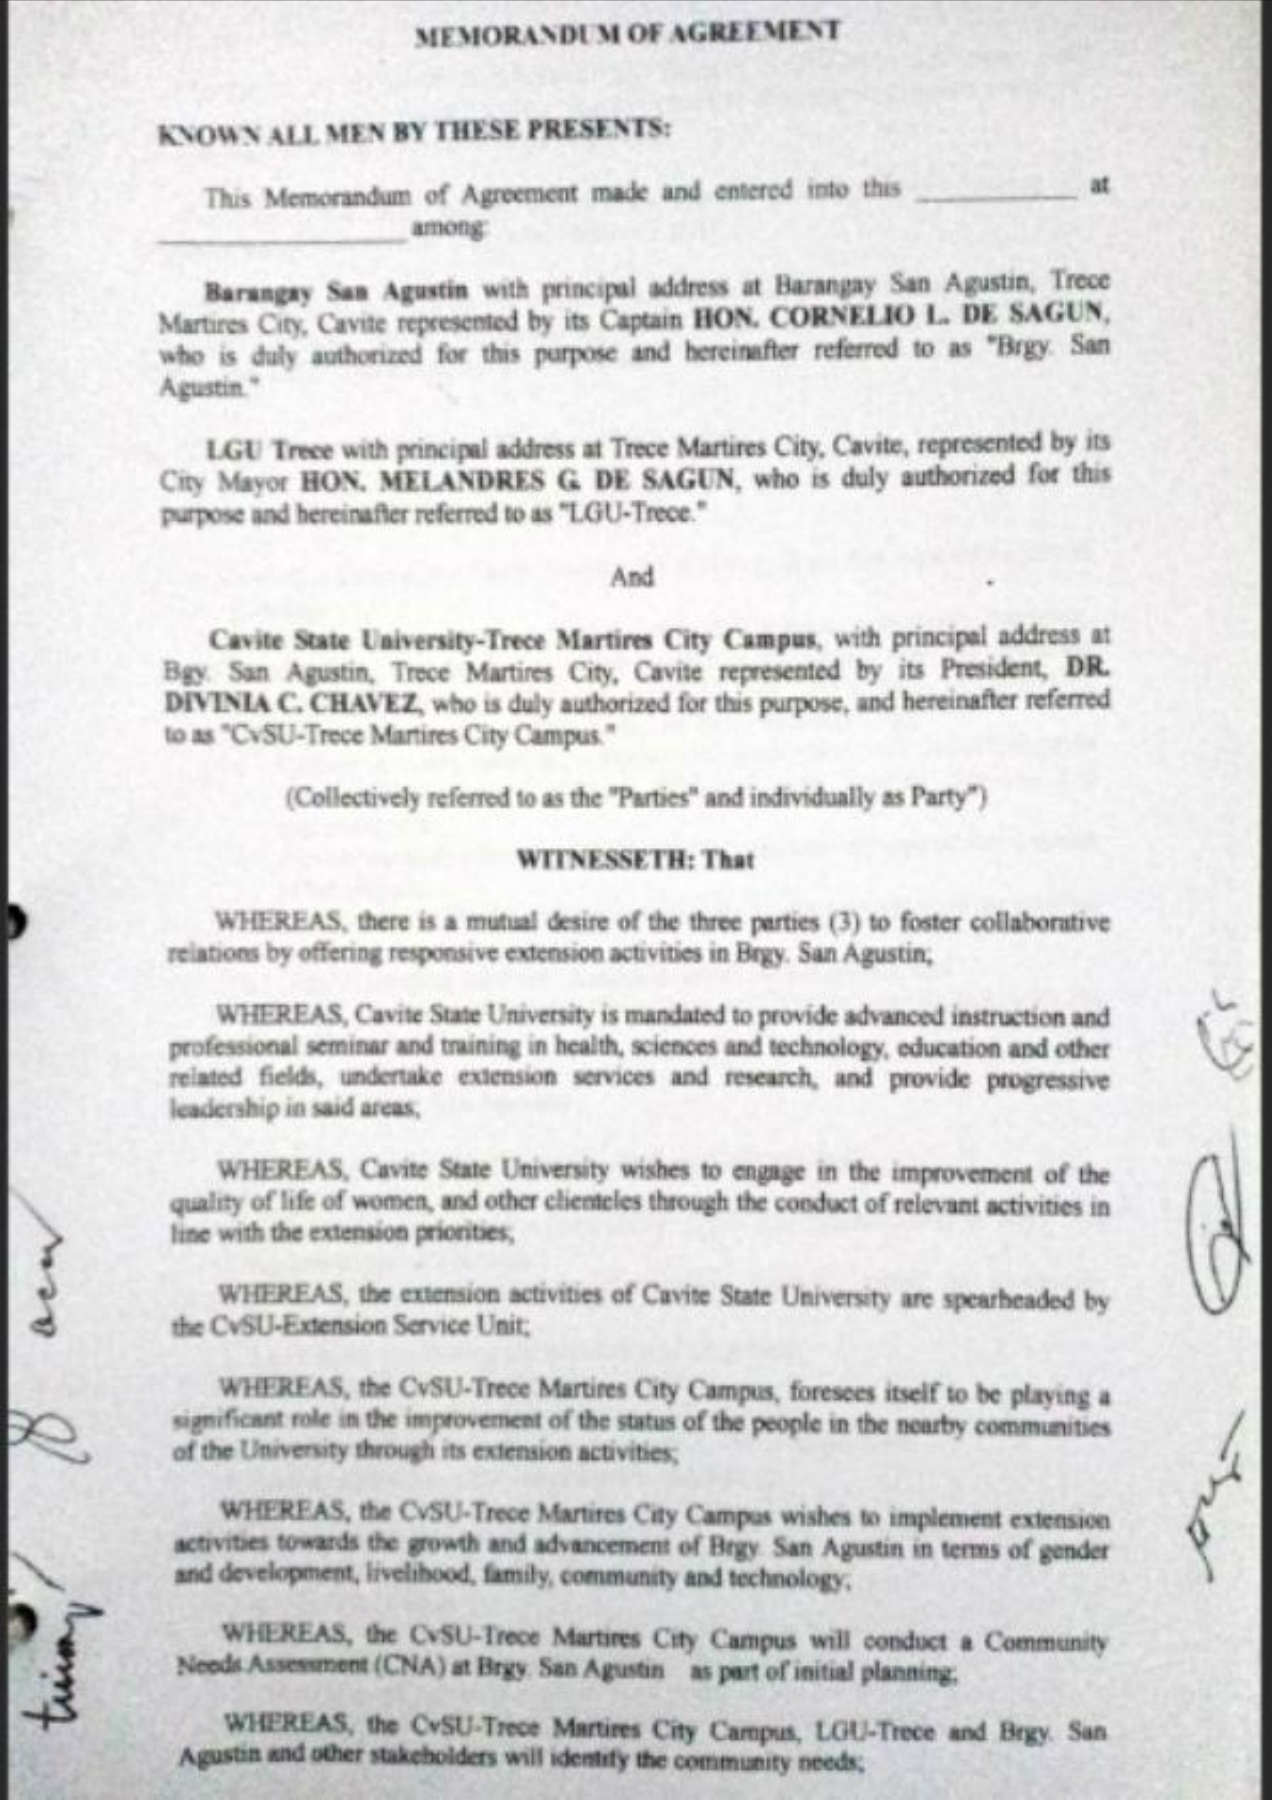 MEMORANDUM OF AGREEMENT
KNOWN ALL MEN BY THESE PRESENTS:
This Memorandum of Agreement made and entered into this ____________ at
___________________ among:
Barangay San Agustin with principal address at Barangay San Agustin, Trece
Martires City, Cavite represented by its Captain HON. CORNELIO L. DE SAGUN,
who is duly authorized for this purpose and hereinafter referred to as "Brgy. San
Agustin."
LGU Trece with principal address at Trece Martires City, Cavite, represented by its
City Mayor HON. MELANDRES G. DE SAGUN, who is duly authorized for this
purpose and hereinafter referred to as "LGU-Trece."
And
Cavite State University-Trece Martires City Campus, with principal address at
Bgy. San Agustin, Trece Martires City, Cavite represented by its President, DR.
DIVINIA C. CHAVEZ, who is duly authorized for this purpose, and hereinafter referred
to as "CvSU-Trece Martires City Campus."
(Collectively referred to as the "Parties" and individually as Party")
WITNESSETH: That
WHEREAS, there is a mutual desire of the three parties (3) to foster collaborative
relations by offering responsive extension activities in Brgy. San Agustin;
WHEREAS, Cavite State University is mandated to provide advanced instruction and
professional seminar and training in health, sciences and technology, education and other
related fields, undertake extension services and research, and provide progressive
leadership in said areas;
WHEREAS, Cavite State University wishes to engage in the improvement of the
quality of life of women, and other clienteles through the conduct of relevant activities in
line with the extension priorities;
WHEREAS, the extension activities of Cavite State University are spearheaded by
the CvSU-Extension Service Unit;
WHEREAS, the CvSU-Trece Martires City Campus, foresees itself to be playing a
significant role in the improvement of the status of the people in the nearby communities
of the University through its extension activities;
WHEREAS, the CvSU-Trece Martires City Campus wishes to implement extension
activities towards the growth and advancement of Brgy. San Agustin in terms of gender
and development, livelihood, family, community and technology;
WHEREAS, the CvSU-Trece Martires City Campus will conduct a Community
Needs Assessment (CNA) at Brgy. San Agustin as part of initial planning;
WHEREAS, the CvSU-Trece Martires City Campus, LGU-Trece and Brgy. San
Agustin and other stakeholders will identify the community needs;